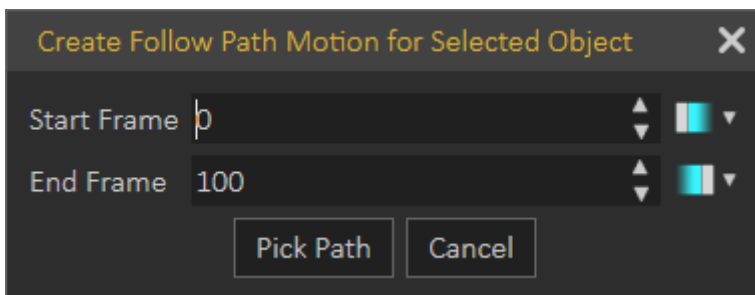 Create Follow Path Motion for Selected Object
Start Frame 0
End Frame 100
Pick Path Cancel